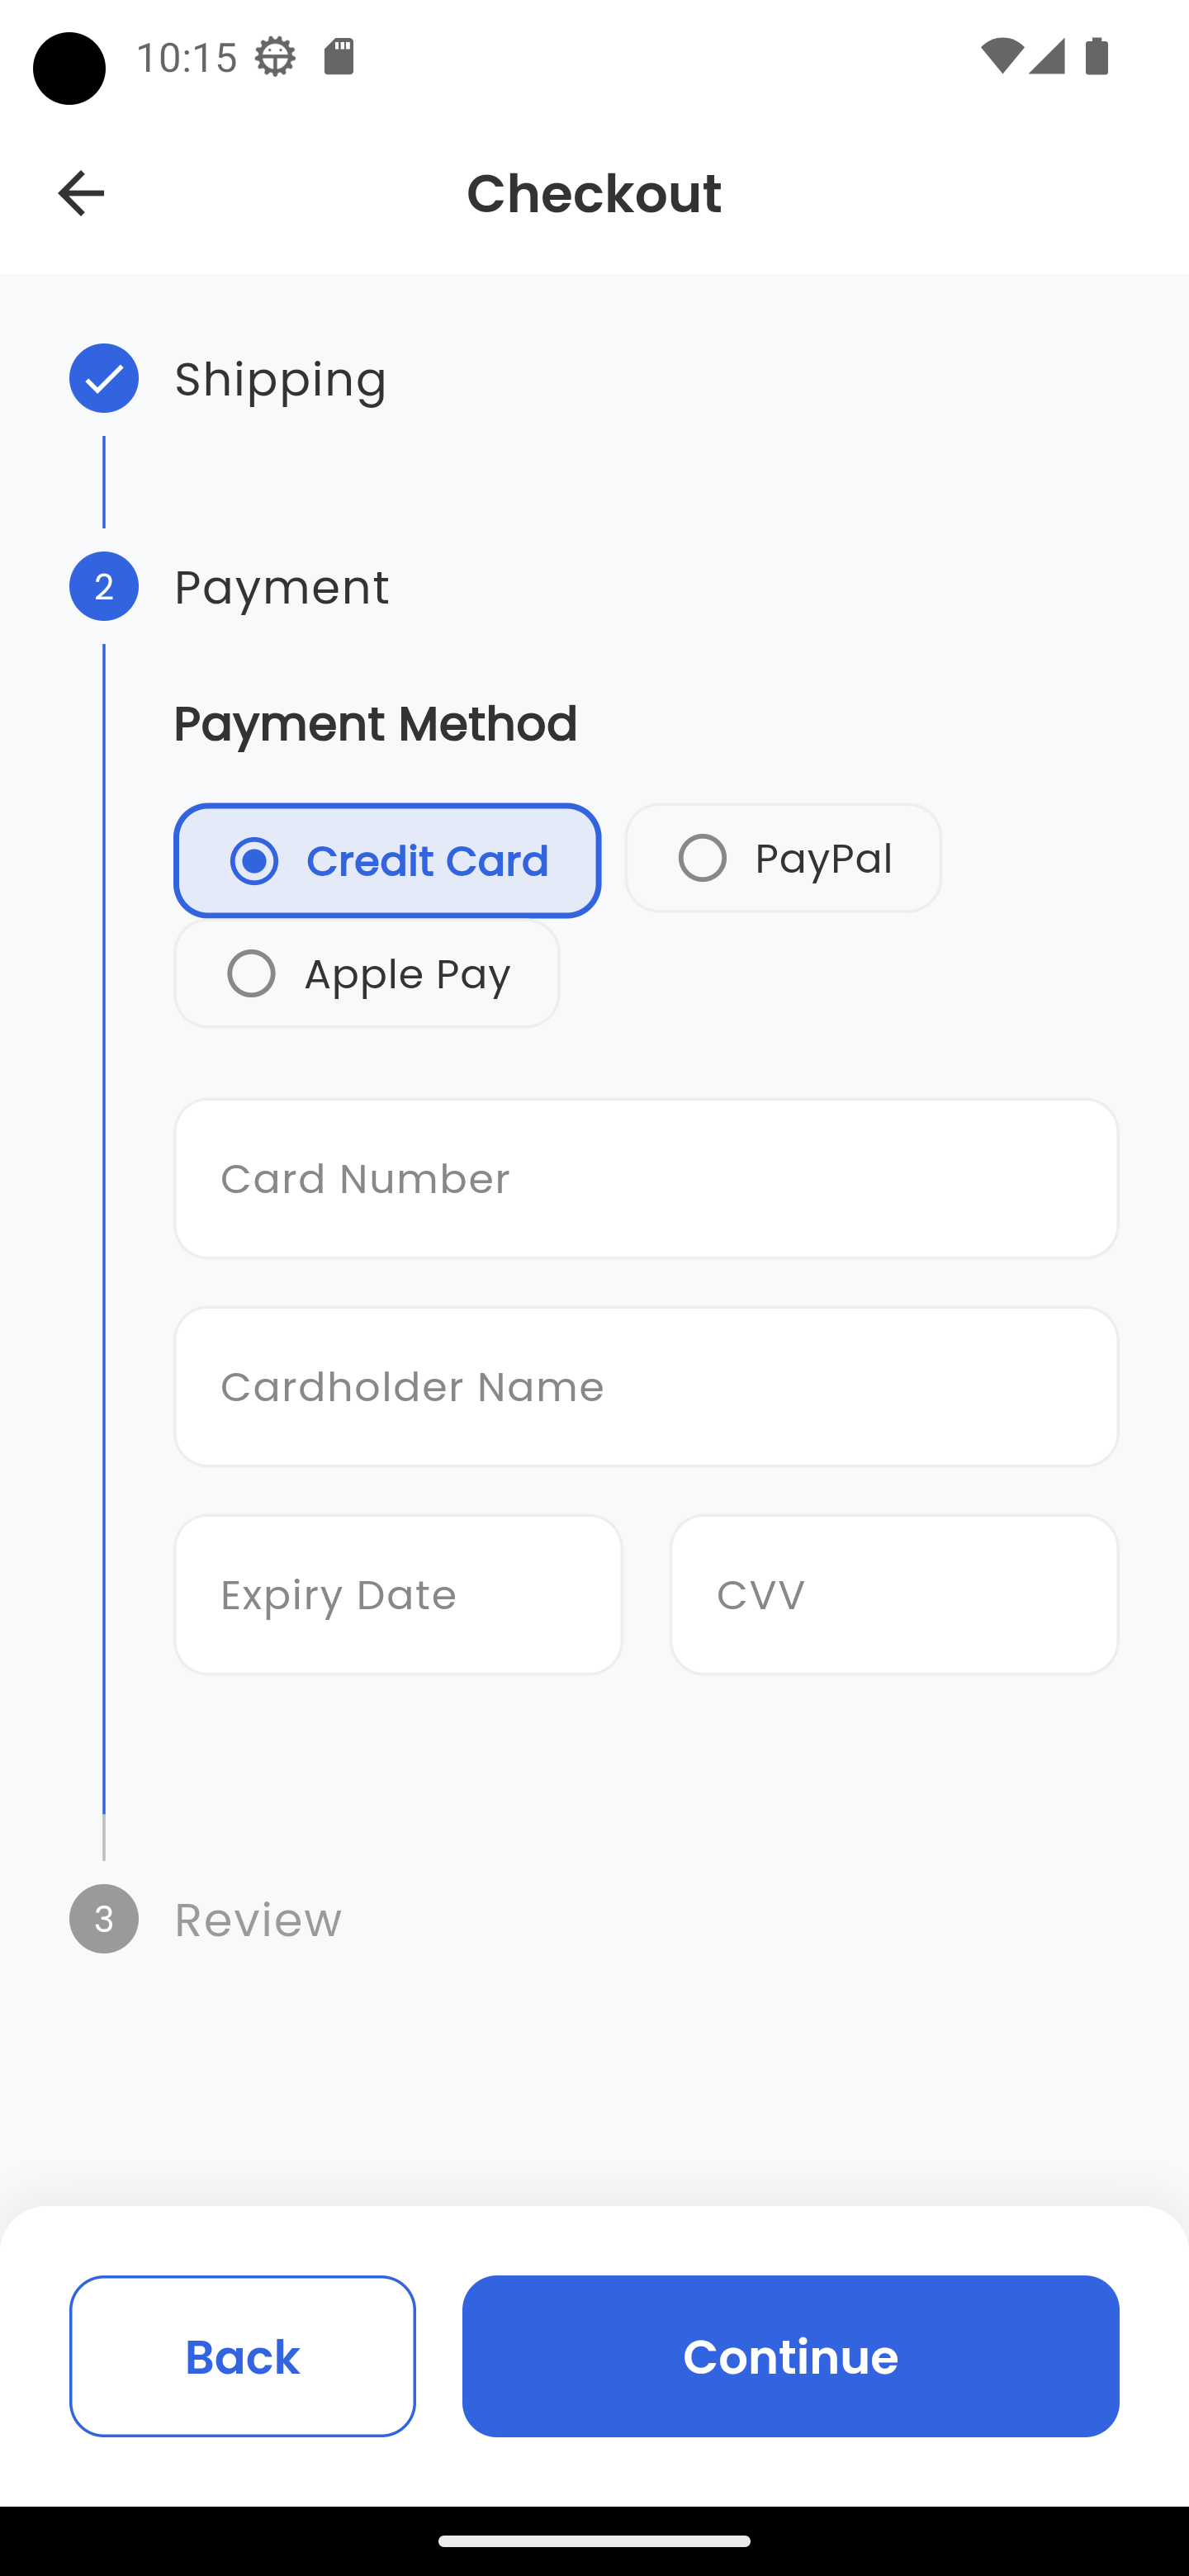 10:15
Checkout
Shipping
2 Payment
Payment Method
Credit Card PayPal
Apple Pay
Card Number
Cardholder Name
Expiry Date CVV
3 Review
Back Continue